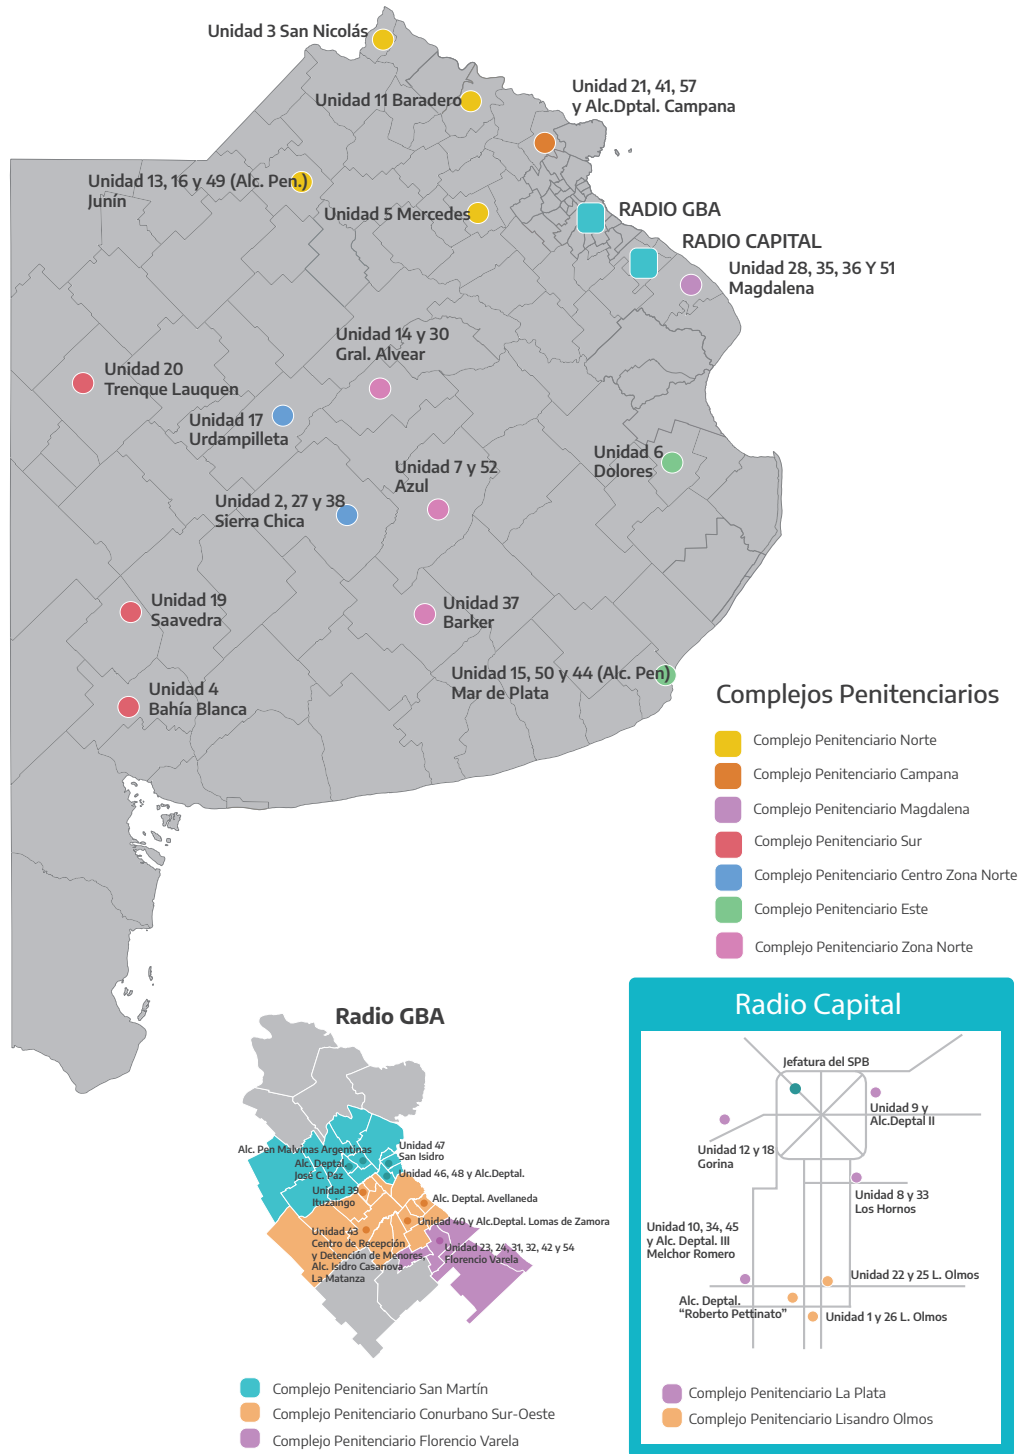 Unidad 3 San Nicolás
Unidad 11 Baradero
Unidad 21, 41, 57
y Alc.Dptal. Campana
Unidad 13, 16 y 49 (Alc. Pen.)
Junín
Unidad 5 Mercedes
RADIO GBA
RADIO CAPITAL
Unidad 28, 35, 36 Y 51
Magdalena
Unidad 14 y 30
Gral. Alvear
Unidad 20
Trenque Lauquen
Unidad 17
Urdampilleta
Unidad 6
Dolores
Unidad 7 y 52
Azul
Unidad 2, 27 y 38
Sierra Chica
Unidad 19
Saavedra
Unidad 37
Barker
Unidad 15, 50 y 44 (Alc. Pen)
Mar de Plata
Unidad 4
Bahía Blanca
Complejos Penitenciarios
Complejo Penitenciario Norte
Complejo Penitenciario Campana
Complejo Penitenciario Magdalena
Complejo Penitenciario Sur
Complejo Penitenciario Centro Zona Norte
Complejo Penitenciario Este
Complejo Penitenciario Zona Norte
Radio GBA
Alc. Pen Malvinas Argentinas
Alc. Deptal.
José C. Paz
Unidad 47
San Isidro
Unidad 46, 48 y Alc.Deptal.
Unidad 39
Ituzaingo
Alc. Deptal. Avellaneda
Unidad 40 y Alc.Deptal. Lomas de Zamora
Unidad 43
Centro de Recepción
y Detención de Menores,
Alc. Isidro Casanova
La Matanza
Unidad 23, 24, 31, 32, 42 y 54
Florencio Varela
Complejo Penitenciario San Martín
Complejo Penitenciario Conurbano Sur-Oeste
Complejo Penitenciario Florencio Varela
Radio Capital
Jefatura del SPB
Unidad 9 y
Alc.Deptal II
Unidad 12 y 18
Gorina
Unidad 8 y 33
Los Hornos
Unidad 10, 34, 45
y Alc. Deptal. III
Melchor Romero
Unidad 22 y 25 L. Olmos
Alc. Deptal.
“Roberto Pettinato”
Unidad 1 y 26 L. Olmos
Complejo Penitenciario La Plata
Complejo Penitenciario Lisandro Olmos